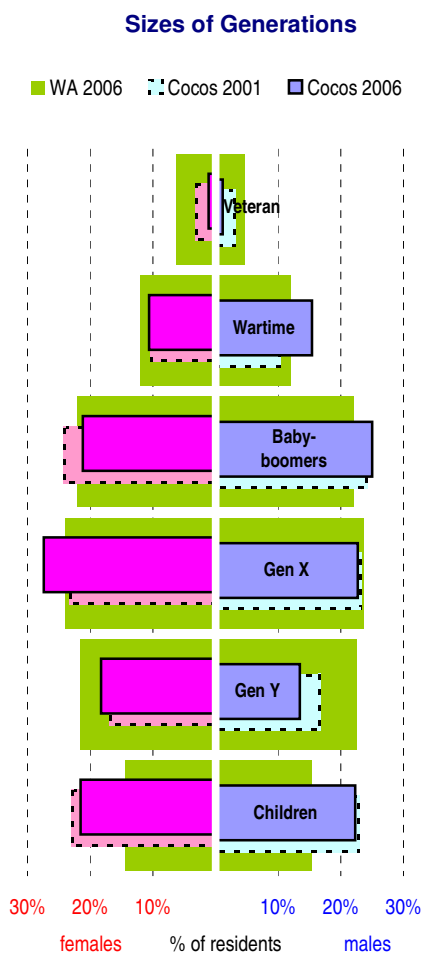 Sizes of Generations
WA 2006 Cocos 2001 Cocos 2006
Veteran
Wartime
Baby-
boomers
Gen X
Gen Y
Children
30% 20% 10% 10% 20% 30%
females % of residents males